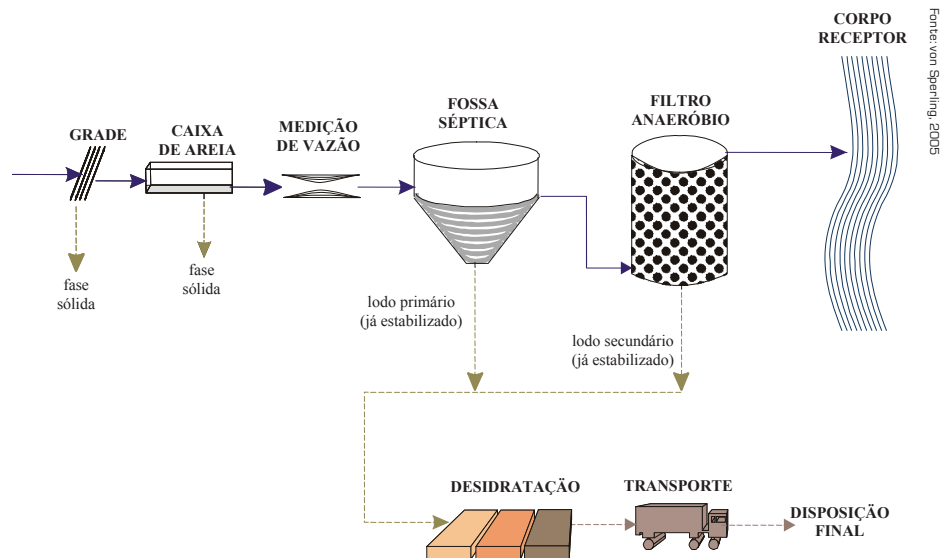 CORPO
RECEPTOR
Fonte: von Sperling, 2005
FOSSA
SÉPTICA
FILTRO
ANAERÓBIO
GRADE
CAIXA
DE AREIA
MEDIÇÃO
DE VAZÃO
fase
sólida
fase
sólida
lodo primário
(já estabilizado)
lodo secundário
(já estabilizado)
DESIDRATAÇÃO
TRANSPORTE
DISPOSIÇÃO
FINAL